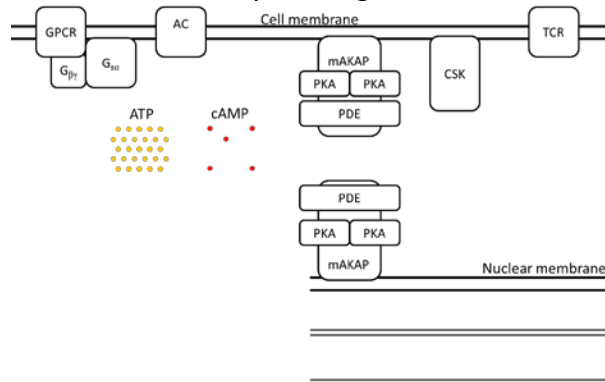 Cell membrane
GPCR
AC
TCR
Gβγ
Gsα
mAKAP
PKA PKA
PDE
CSK
ATP
cAMP
PDE
PKA PKA
mAKAP
Nuclear membrane